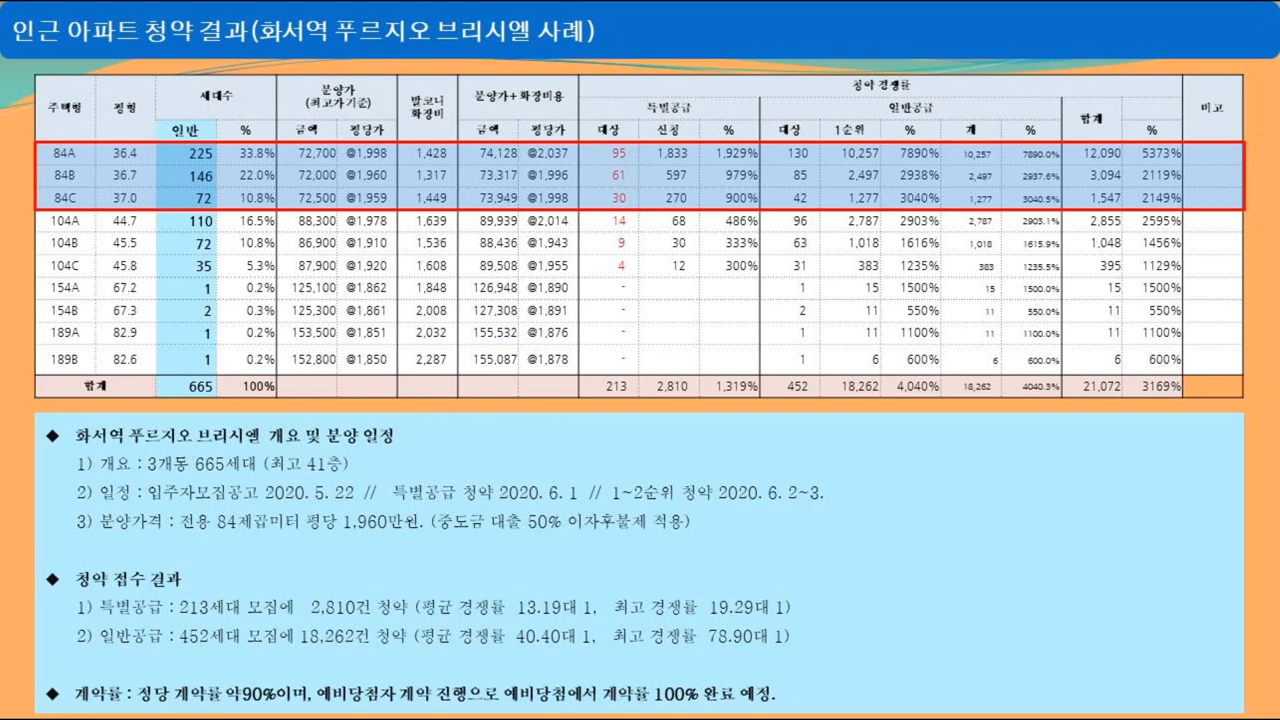 인근 아파트 청약 결과(화서역 푸르지오 브리시엘 사례)
주택형 평형 세대수 분양가 (최고가기준) 발코니 확장비 분양가+확장비용 청약 경쟁률 비고
특별공급 일반공급 합계
일반 % 금액 평당가 금액 평당가 대상 신청 % 대상 1순위 % 계 % %
84A 36.4 225 33.8% 72,700 @1,998 1,428 74,128 @2,037 95 1,833 1,929% 130 10,257 7890% 10,257 7890.0% 12,090 5373%
84B 36.7 146 22.0% 72,000 @1,960 1,317 73,317 @1,996 61 597 979% 85 2,497 2938% 2,497 2937.6% 3,094 2119%
84C 37.0 72 10.8% 72,500 @1,959 1,449 73,949 @1,998 30 270 900% 42 1,277 3040% 1,277 3040.5% 1,547 2149%
104A 44.7 110 16.5% 88,300 @1,978 1,639 89,939 @2,014 14 68 486% 96 2,787 2903% 2,787 2903.1% 2,855 2595%
104B 45.5 72 10.8% 86,900 @1,910 1,536 88,436 @1,943 9 30 333% 63 1,018 1616% 1,018 1615.9% 1,048 1456%
104C 45.8 35 5.3% 87,900 @1,920 1,608 89,508 @1,955 4 12 300% 31 383 1235% 383 1235.5% 395 1129%
154A 67.2 1 0.2% 125,100 @1,862 1,848 126,948 @1,890 - 1 15 1500% 15 1500.0% 15 1500%
154B 67.3 2 0.3% 125,300 @1,861 2,008 127,308 @1,891 - 2 11 550% 11 550.0% 11 550%
189A 82.9 1 0.2% 153,500 @1,851 2,032 155,532 @1,876 - 1 11 1100% 11 1100.0% 11 1100%
189B 82.6 1 0.2% 152,800 @1,850 2,287 155,087 @1,878 - 1 6 600% 6 600.0% 6 600%
합계 665 100% 213 2,810 1,319% 452 18,262 4,040% 18,262 4040.3% 21,072 3169%
◆ 화서역 푸르지오 브리시엘 개요 및 분양 일정
1) 개요 : 3개동 665세대 (최고 41층)
2) 일정 : 입주자모집공고 2020. 5. 22 // 특별공급 청약 2020. 6. 1 // 1~2순위 청약 2020. 6. 2~3.
3) 분양가격 : 전용 84제곱미터 평당 1,960만원. (중도금 대출 50% 이자후불제 적용)
◆ 청약 접수 결과
1) 특별공급 : 213세대 모집에 2,810건 청약 (평균 경쟁률 13.19대 1, 최고 경쟁률 19.29대 1)
2) 일반공급 : 452세대 모집에 18,262건 청약 (평균 경쟁률 40.40대 1, 최고 경쟁률 78.90대 1)
◆ 계약률 : 정당 계약률 약90%이며, 예비당첨자 계약 진행으로 예비당첨에서 계약률 100% 완료 예정.